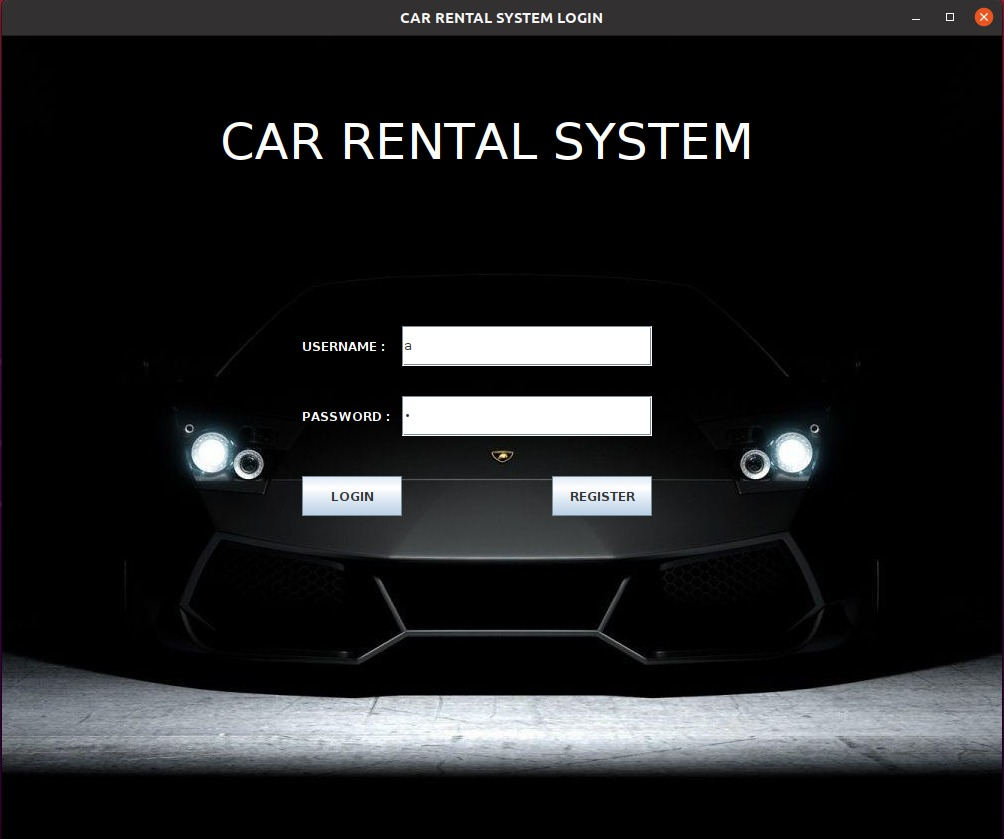 CAR RENTAL SYSTEM LOGIN
CAR RENTAL SYSTEM
USERNAME : a
PASSWORD : •
LOGIN REGISTER